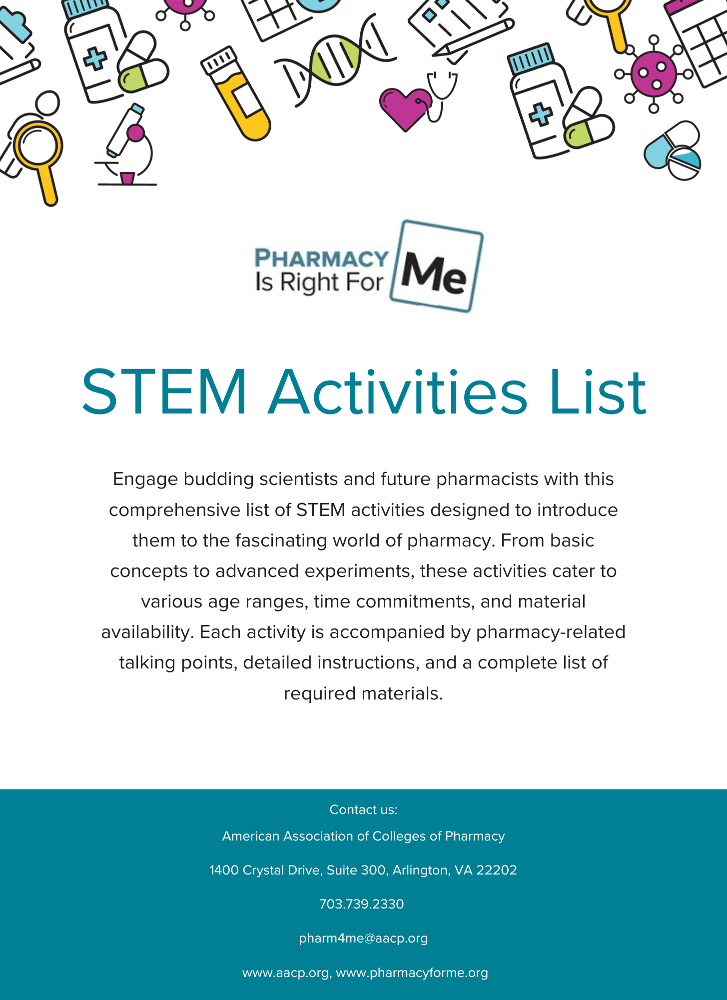 PHARMACY
Is Right For
Me
STEM Activities List
Engage budding scientists and future pharmacists with this
comprehensive list of STEM activities designed to introduce
them to the fascinating world of pharmacy. From basic
concepts to advanced experiments, these activities cater to
various age ranges, time commitments, and material
availability. Each activity is accompanied by pharmacy-related
talking points, detailed instructions, and a complete list of
required materials.
Contact us:
American Association of Colleges of Pharmacy
1400 Crystal Drive, Suite 300, Arlington, VA 22202
703.739.2330
pharm4me@aacp.org
www.aacp.org, www.pharmacyforme.org